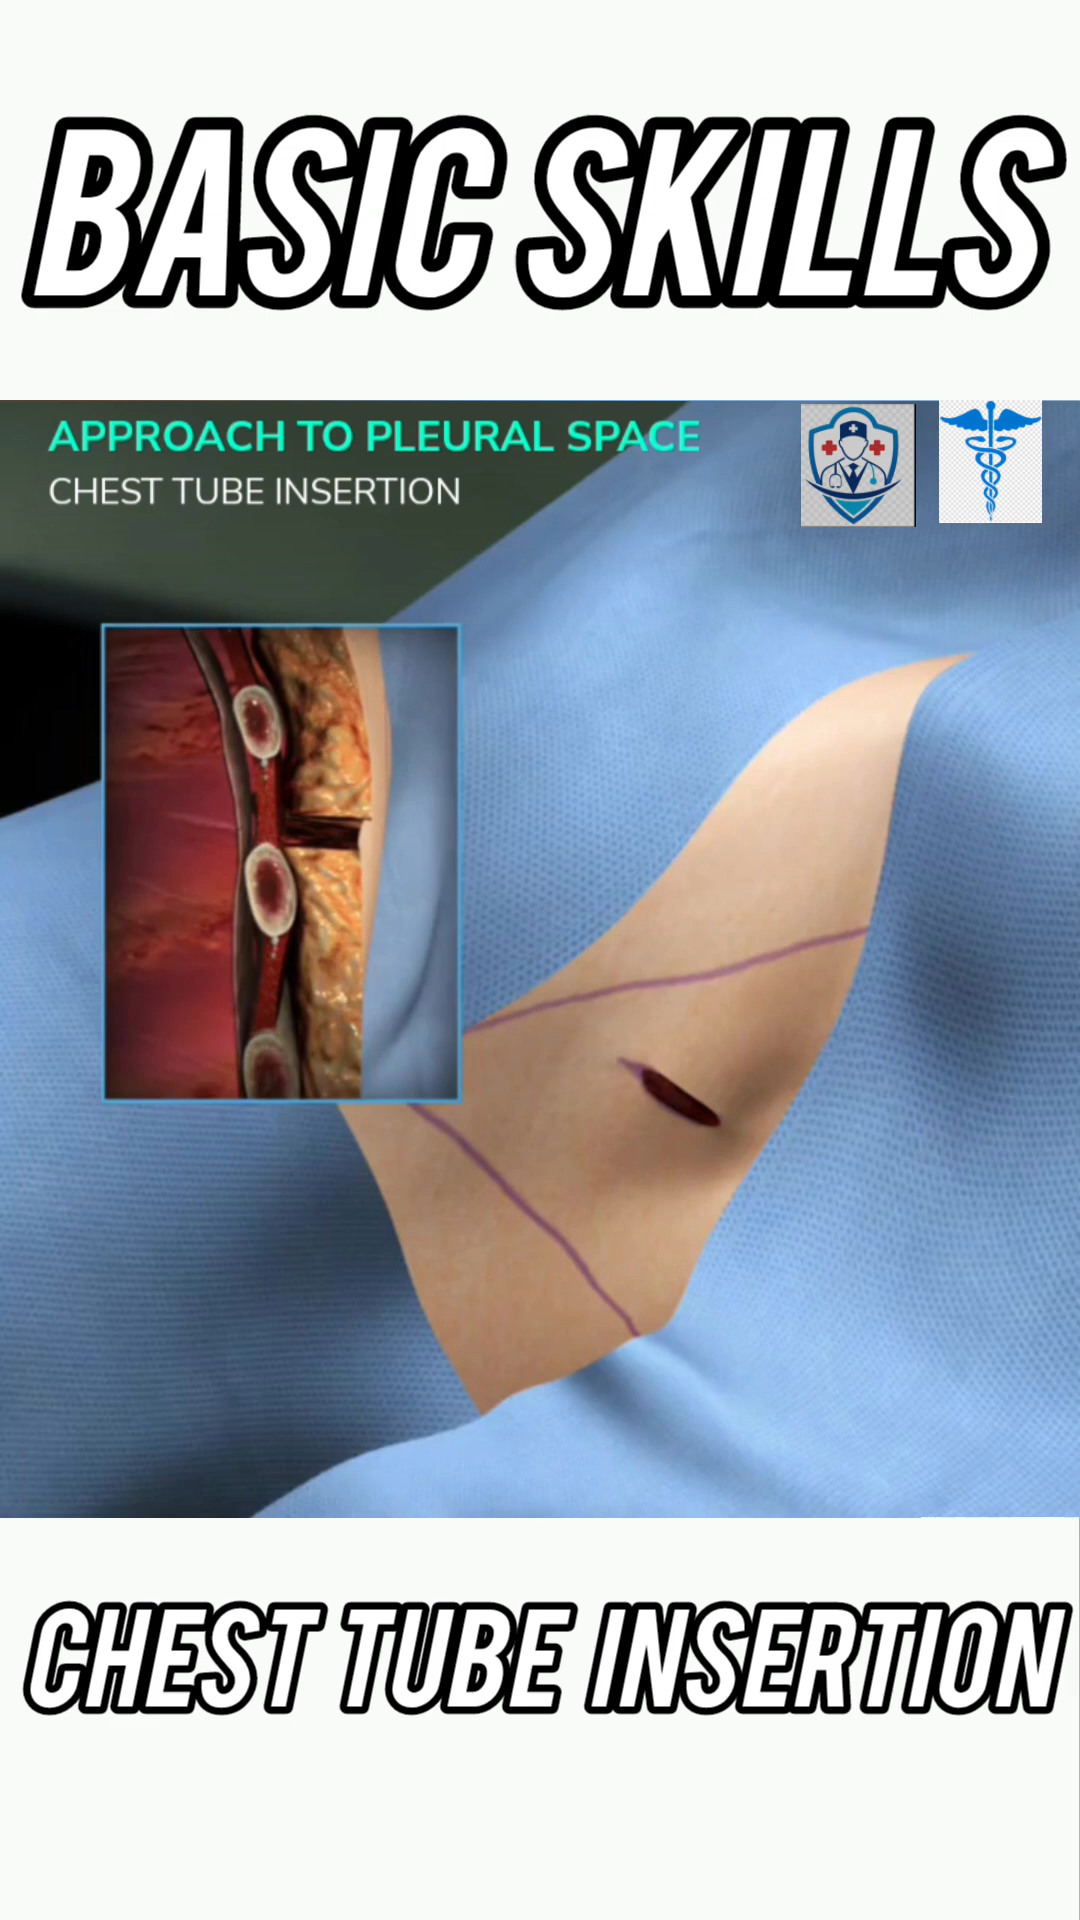 BASIC SKILLS
APPROACH TO PLEURAL SPACE
CHEST TUBE INSERTION
CHEST TUBE INSERTION